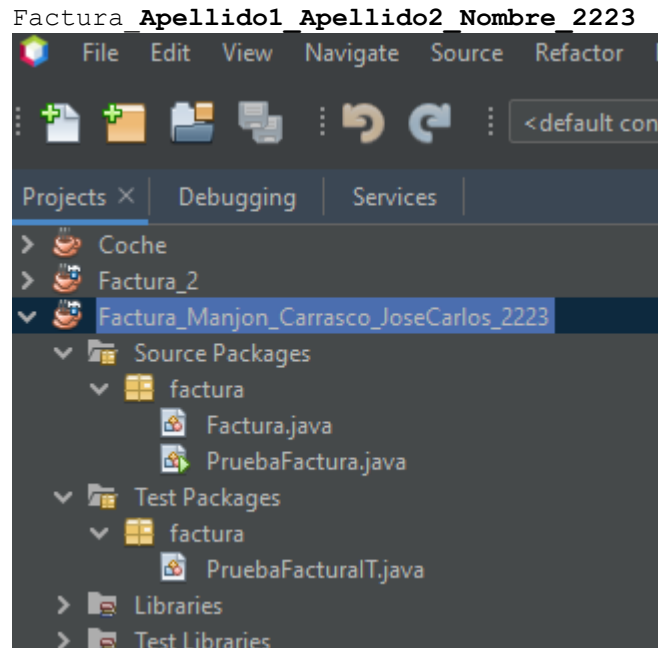 Factura_Apellido1_Apellido2_Nombre_2223
File Edit View Navigate Source Refactor
<default con
Projects × Debugging Services
Coche
Factura_2
Factura_Manjon_Carrasco_JoseCarlos_2223
Source Packages
factura
Factura.java
PruebaFactura.java
Test Packages
factura
PruebaFacturaIT.java
Libraries
Test Libraries